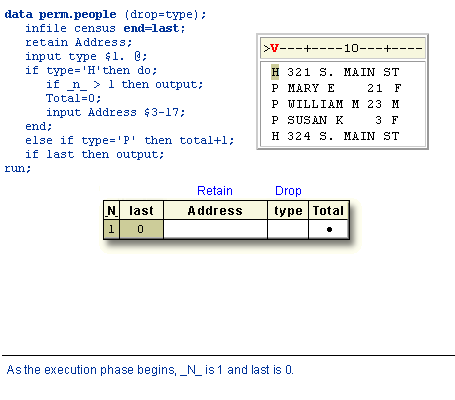 data perm.people (drop=type);
infile census end=last;
retain Address;
input type $1. @;
if type='H'then do;
if _n_ > 1 then output;
Total=0;
input Address $3-17;
end;
else if type='P' then total+1;
if last then output;
run;
>V---+----10---+----
H 321 S. MAIN ST
P MARY E 21 F
P WILLIAM M 23 M
P SUSAN K 3 F
H 324 S. MAIN ST
Retain Drop
_N_ last Address type Total
1 0 •
As the execution phase begins, _N_ is 1 and last is 0.